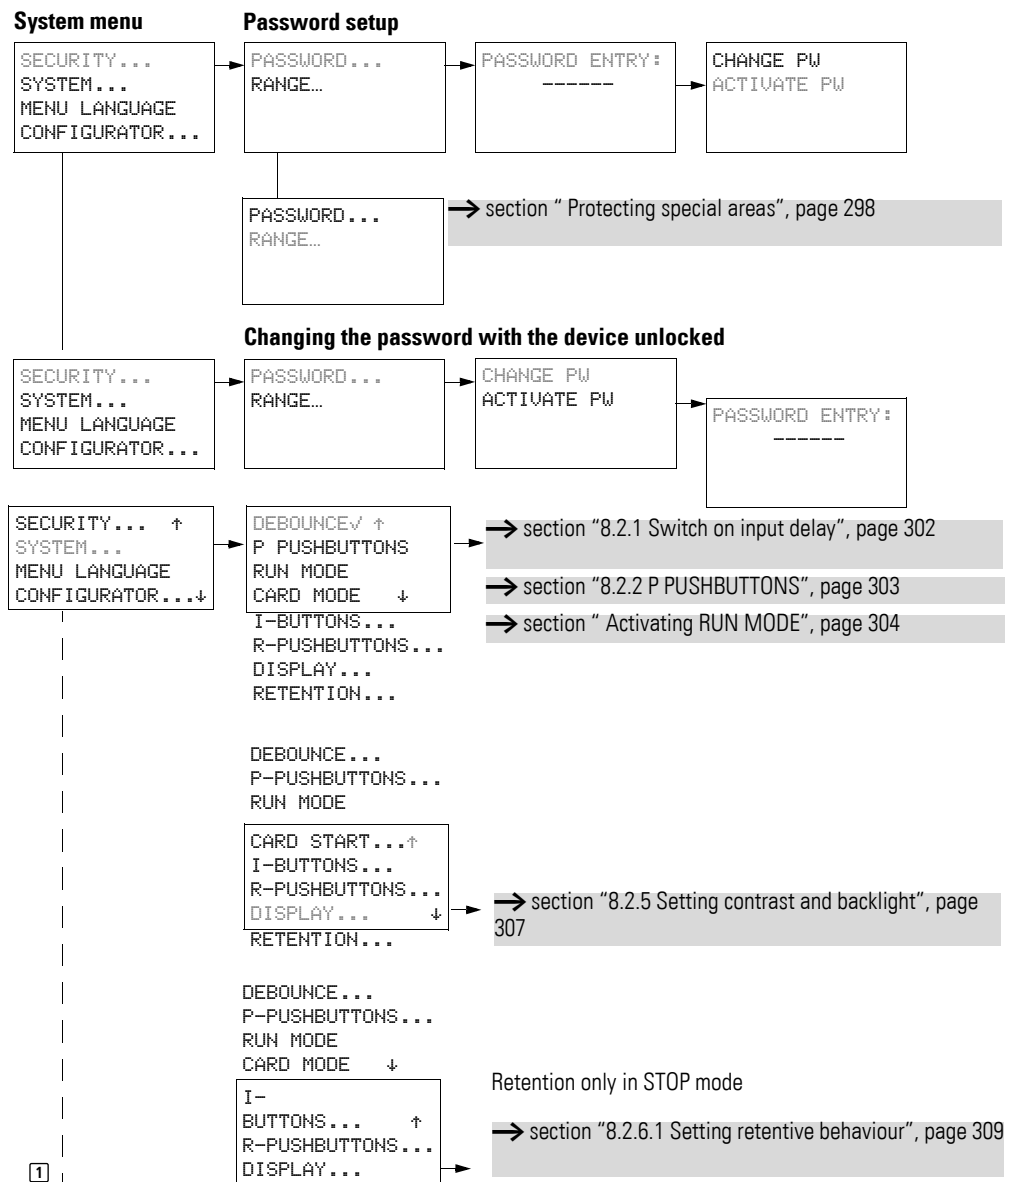 System menu
Password setup
SECURITY...
SYSTEM...
MENU LANGUAGE
CONFIGURATOR...
PASSWORD...
RANGE…
PASSWORD ENTRY:
------
CHANGE PW
ACTIVATE PW
PASSWORD...
RANGE…
→ section “ Protecting special areas”, page 298
Changing the password with the device unlocked
SECURITY...
SYSTEM...
MENU LANGUAGE
CONFIGURATOR...
PASSWORD...
RANGE…
CHANGE PW
ACTIVATE PW
PASSWORD ENTRY:
------
SECURITY... ↑
SYSTEM...
MENU LANGUAGE
CONFIGURATOR...↓
DEBOUNCE√ ↑
P PUSHBUTTONS
RUN MODE
CARD MODE ↓
I-BUTTONS...
R-PUSHBUTTONS...
DISPLAY...
RETENTION...
→ section “8.2.1 Switch on input delay”, page 302
→ section “8.2.2 P PUSHBUTTONS”, page 303
→ section “ Activating RUN MODE”, page 304
DEBOUNCE...
P-PUSHBUTTONS...
RUN MODE
CARD START...↑
I-BUTTONS...
R-PUSHBUTTONS...
DISPLAY... ↓
RETENTION...
→ section “8.2.5 Setting contrast and backlight”, page
307
DEBOUNCE...
P-PUSHBUTTONS...
RUN MODE
CARD MODE ↓
I-
BUTTONS... ↑
R-PUSHBUTTONS...
DISPLAY...
Retention only in STOP mode
→ section “8.2.6.1 Setting retentive behaviour”, page 309
1